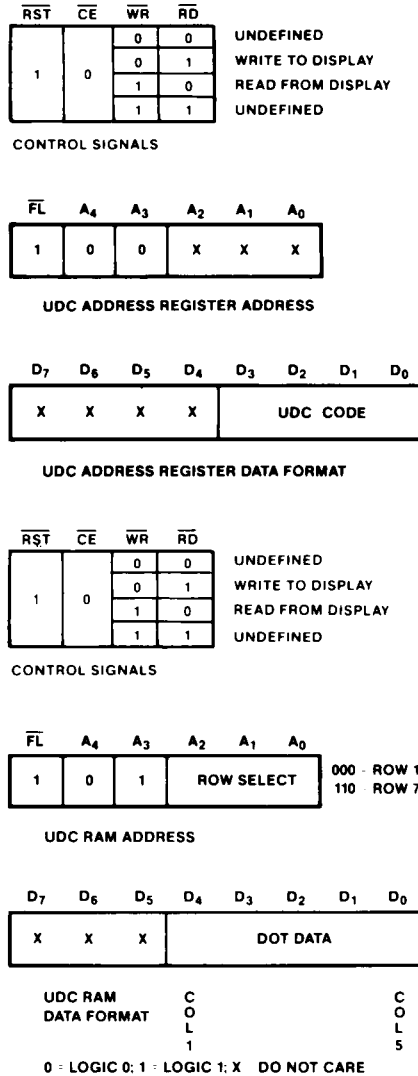 RST CE WR RD
0 0 UNDEFINED
0 1 WRITE TO DISPLAY
1 0 1 0 READ FROM DISPLAY
1 1 UNDEFINED
CONTROL SIGNALS
FL A4 A3 A2 A1 A0
1 0 0 X X X
UDC ADDRESS REGISTER ADDRESS
D7 D6 D5 D4 D3 D2 D1 D0
X X X X UDC CODE
UDC ADDRESS REGISTER DATA FORMAT
RST CE WR RD
0 0 UNDEFINED
0 1 WRITE TO DISPLAY
1 0 1 0 READ FROM DISPLAY
1 1 UNDEFINED
CONTROL SIGNALS
FL A4 A3 A2 A1 A0
1 0 1 ROW SELECT 000 - ROW 1
110 - ROW 7
UDC RAM ADDRESS
D7 D6 D5 D4 D3 D2 D1 D0
X X X DOT DATA
UDC RAM DATA FORMAT COL 1 COL 5
0 = LOGIC 0; 1 = LOGIC 1; X DO NOT CARE